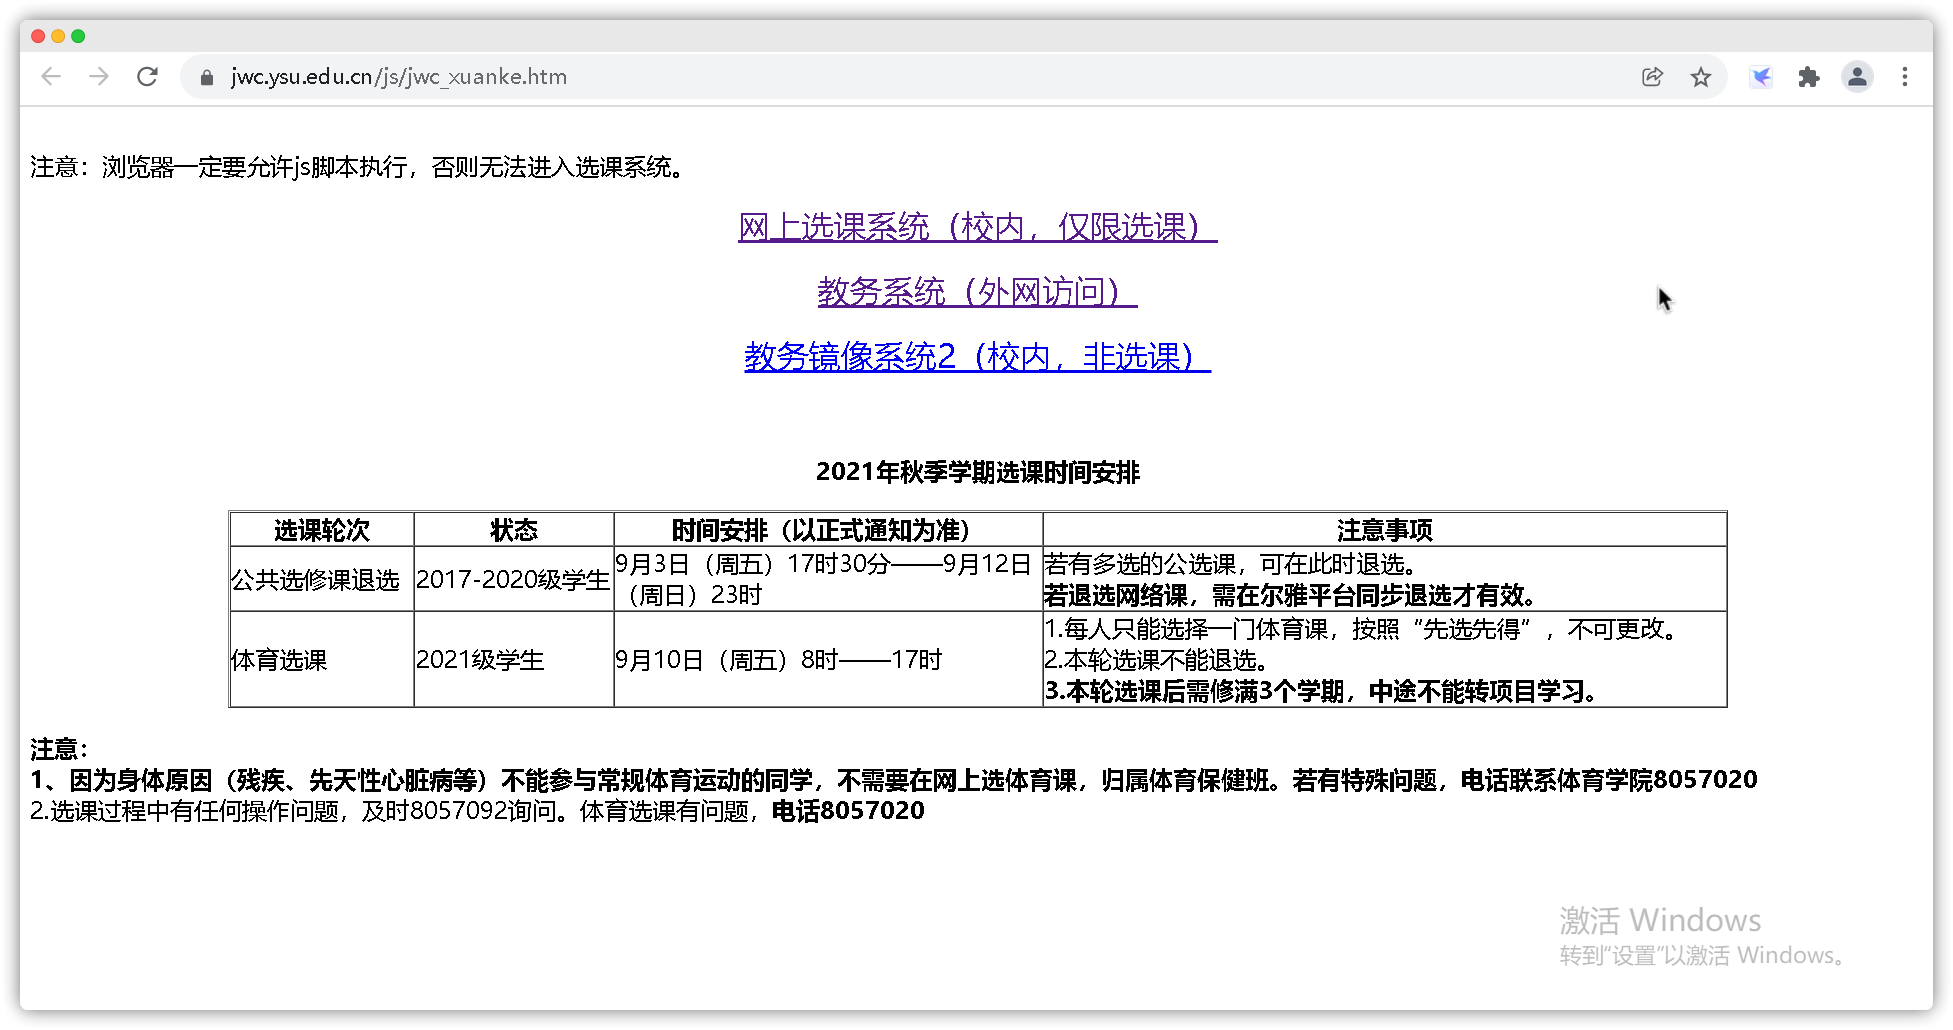 jwc.ysu.edu.cn/js/jwc_xuanke.htm
注意：浏览器一定要允许js脚本执行，否则无法进入选课系统。
网上选课系统（校内，仅限选课）
教务系统（外网访问）
教务镜像系统2（校内，非选课）
2021年秋季学期选课时间安排
选课轮次 状态 时间安排（以正式通知为准） 注意事项
公共选修课退选 2017-2020级学生 9月3日（周五）17时30分——9月12日
（周日）23时
若有多选的公选课，可在此时退选。
若退选网络课，需在尔雅平台同步退选才有效。
体育选课 2021级学生 9月10日（周五）8时——17时
1.每人只能选择一门体育课，按照“先选先得”，不可更改。
2.本轮选课不能退选。
3.本轮选课后需修满3个学期，中途不能转项目学习。
注意：
1、因为身体原因（残疾、先天性心脏病等）不能参与常规体育运动的同学，不需要在网上选体育课，归属体育保健班。若有特殊问题，电话联系体育学院8057020
2.选课过程中有任何操作问题，及时8057092询问。体育选课有问题，电话8057020
激活 Windows
转到“设置”以激活 Windows。